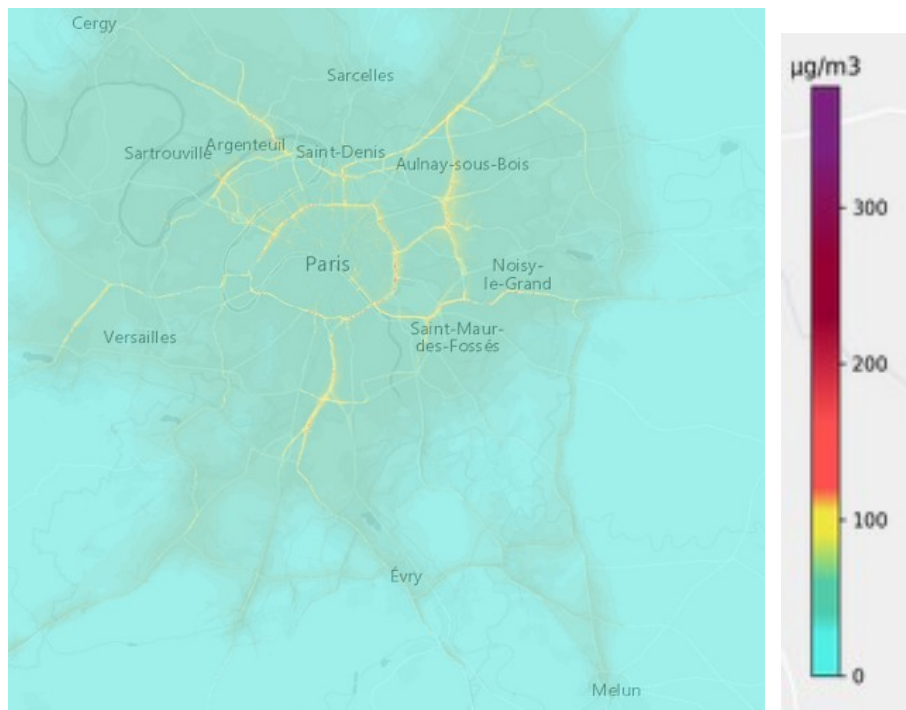 Cergy
Sarcelles
Argenteuil
Sartrouville
Saint-Denis
Aulnay-sous-Bois
Paris
Noisy-
le-Grand
Versailles
Saint-Maur-
des-Fossés
Évry
Melun
µg/m3
300
200
100
0